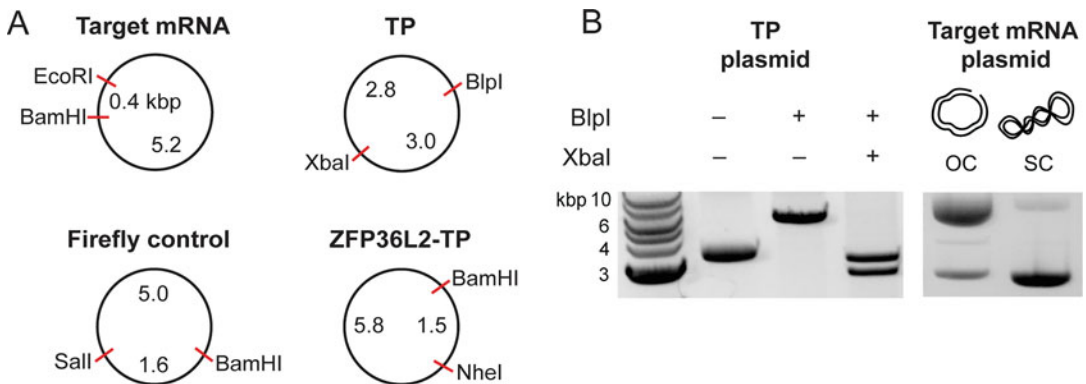 A
Target mRNA
EcoRI
BamHI
0.4 kbp
5.2
TP
2.8
BlpI
XbaI
3.0
Firefly control
5.0
SalI
1.6
BamHI
ZFP36L2-TP
BamHI
5.8
1.5
NheI
B
TP
plasmid
Target mRNA
plasmid
BlpI – + +
XbaI – – +
OC SC
kbp 10
6
4
3